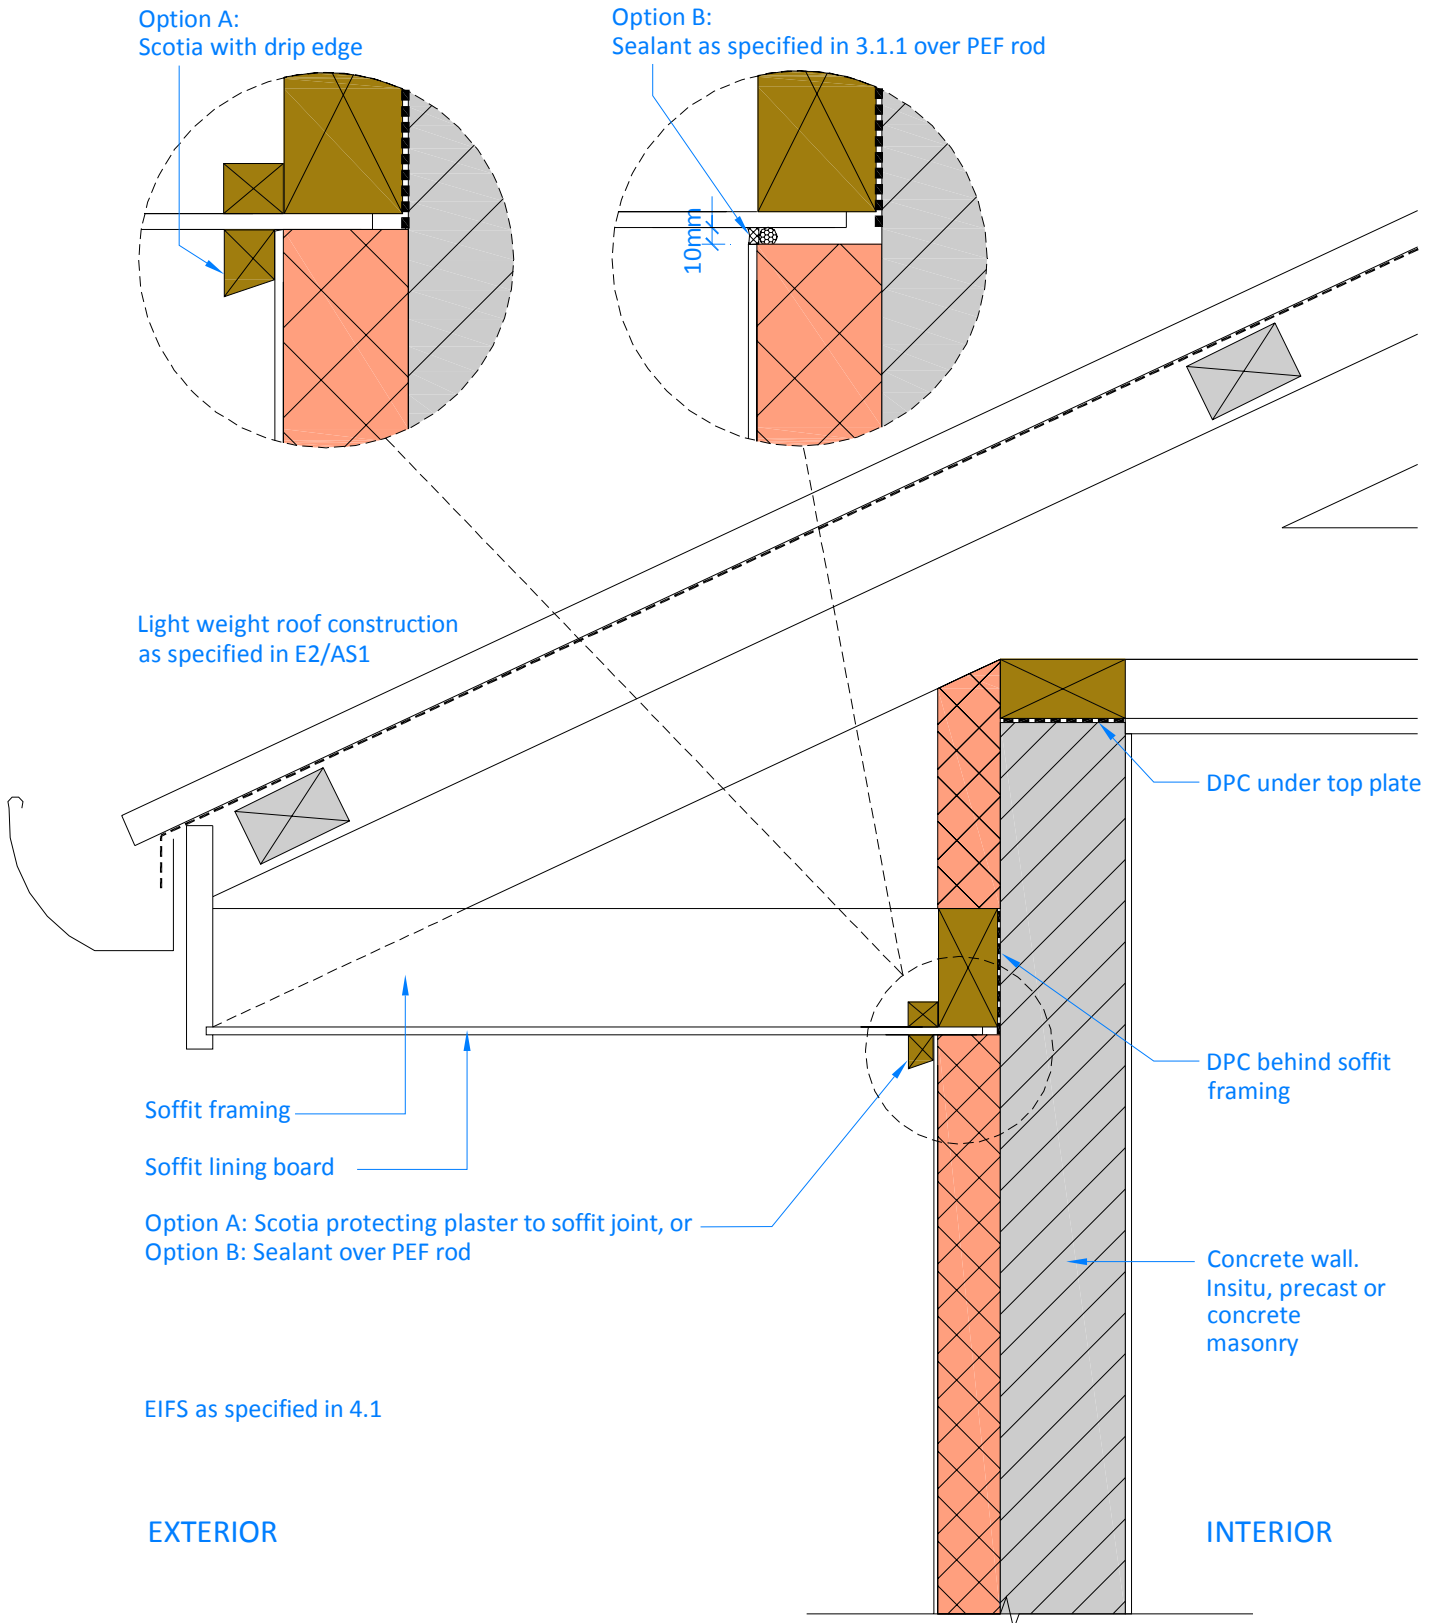 Option A:
Scotia with drip edge
Option B:
Sealant as specified in 3.1.1 over PEF rod
10mm
Light weight roof construction
as specified in E2/AS1
DPC under top plate
DPC behind soffit
framing
Soffit framing
Soffit lining board
Option A: Scotia protecting plaster to soffit joint, or
Option B: Sealant over PEF rod
Concrete wall.
Insitu, precast or
concrete
masonry
EIFS as specified in 4.1
EXTERIOR
INTERIOR